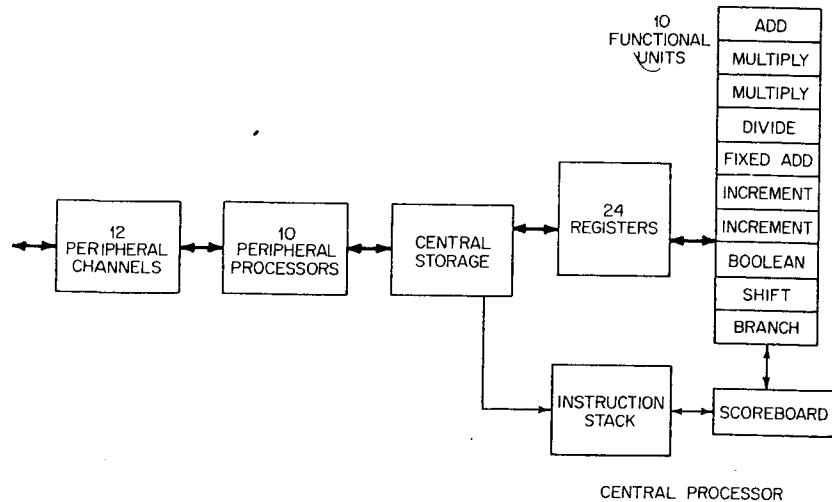 10
FUNCTIONAL
UNITS
ADD
MULTIPLY
MULTIPLY
DIVIDE
FIXED ADD
INCREMENT
INCREMENT
BOOLEAN
SHIFT
BRANCH
12
PERIPHERAL
CHANNELS
10
PERIPHERAL
PROCESSORS
CENTRAL
STORAGE
24
REGISTERS
INSTRUCTION
STACK
SCOREBOARD
CENTRAL PROCESSOR